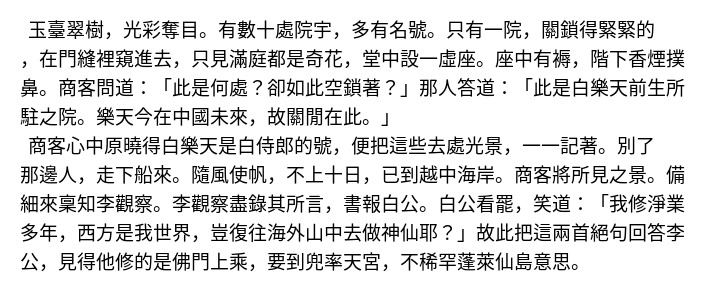 玉臺翠樹，光彩奪目。有數十處院宇，多有名號。只有一院，關鎖得緊緊的
，在門縫裡窺進去，只見滿庭都是奇花，堂中設一虛座。座中有褥，階下香煙撲
鼻。商客問道：「此是何處？卻如此空鎖著？」那人答道：「此是白樂天前生所
駐之院。樂天今在中國未來，故關閒在此。」
商客心中原曉得白樂天是白侍郎的號，便把這些去處光景，一一記著。別了
那邊人，走下船來。隨風使帆，不上十日，已到越中海岸。商客將所見之景。備
細來稟知李觀察。李觀察盡錄其所言，書報白公。白公看罷，笑道：「我修淨業
多年，西方是我世界，豈復往海外山中去做神仙耶？」故此把這兩首絕句回答李
公，見得他修的是佛門上乘，要到兜率天宮，不稀罕蓬萊仙島意思。